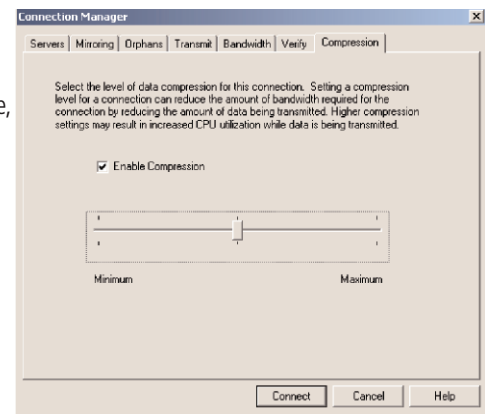 Connection Manager
Servers Mirroring Orphans Transmit Bandwidth Verify Compression
e,
Select the level of data compression for this connection. Setting a compression
level for a connection can reduce the amount of bandwidth required for the
connection by reducing the amount of data being transmitted. Higher compression
settings may result in increased CPU utilization while data is being transmitted.
Enable Compression
Minimum Maximum
Connect Cancel Help